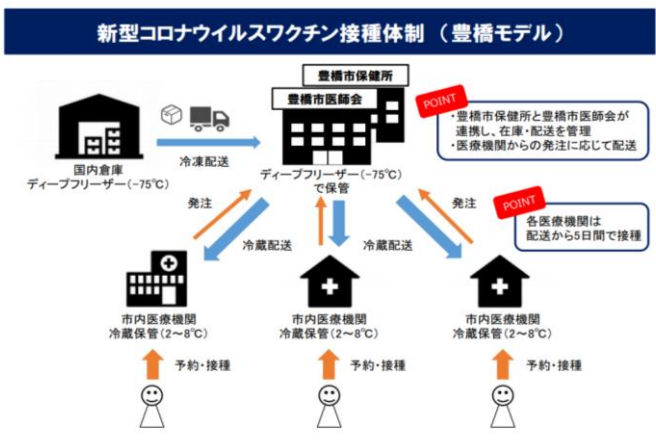 新型コロナウイルスワクチン接種体制 （豊橋モデル）
豊橋市保健所
豊橋市医師会
POINT
・豊橋市保健所と豊橋市医師会が
連携し、在庫・配送を管理
・医療機関からの発注に応じて配送
冷凍配送
国内倉庫
ディープフリーザー(-75℃)
ディープフリーザー(-75℃)
で保管
POINT
各医療機関は
配送から5日間で接種
発注
冷蔵配送
冷蔵配送
発注
市内医療機関
冷蔵保管(2～8℃)
市内医療機関
冷蔵保管(2～8℃)
市内医療機関
冷蔵保管(2～8℃)
予約・接種
予約・接種
予約・接種